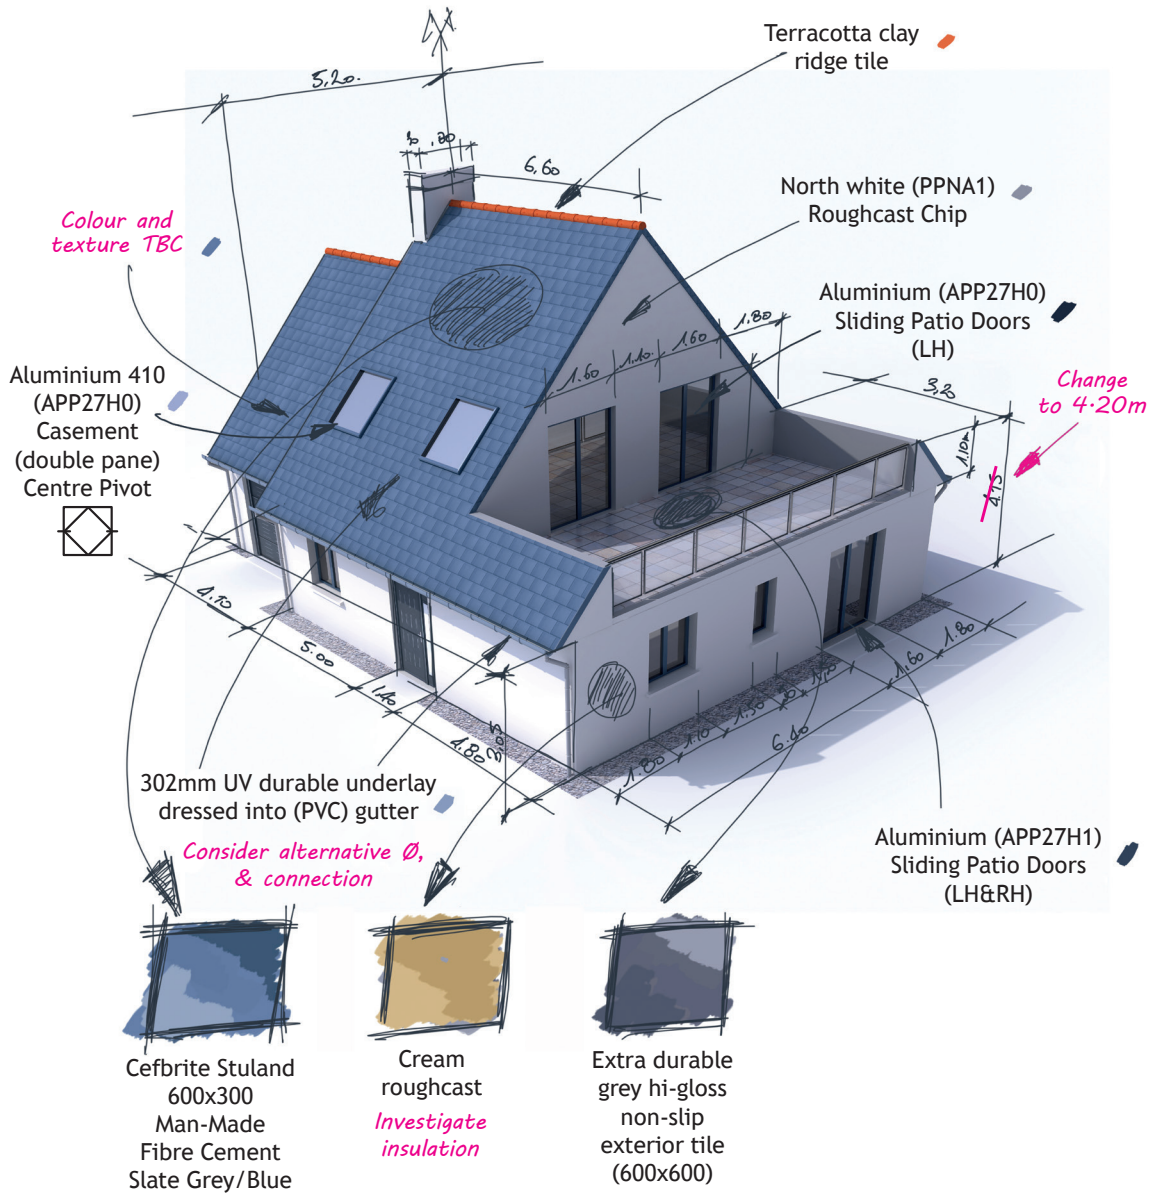 Terracotta clay
ridge tile
5,20.
.80
6,60
North white (PPNA1)
Roughcast Chip
Colour and
texture TBC
Aluminium (APP27H0)
Sliding Patio Doors
(LH)
1.80
1.60
1.10.
1.60
3,20
Change
to 4·20m
Aluminium 410
(APP27H0)
Casement
(double pane)
Centre Pivot
1.10m
4.15
4.10
5.00
1.40
4.80
3.05
1.80
1.10
1.50
1.60
1.80
6.40
302mm UV durable underlay
dressed into (PVC) gutter
Consider alternative Ø,
& connection
Aluminium (APP27H1)
Sliding Patio Doors
(LH&RH)
Cefbrite Stuland
600x300
Man-Made
Fibre Cement
Slate Grey/Blue
Cream
roughcast
Investigate
insulation
Extra durable
grey hi-gloss
non-slip
exterior tile
(600x600)